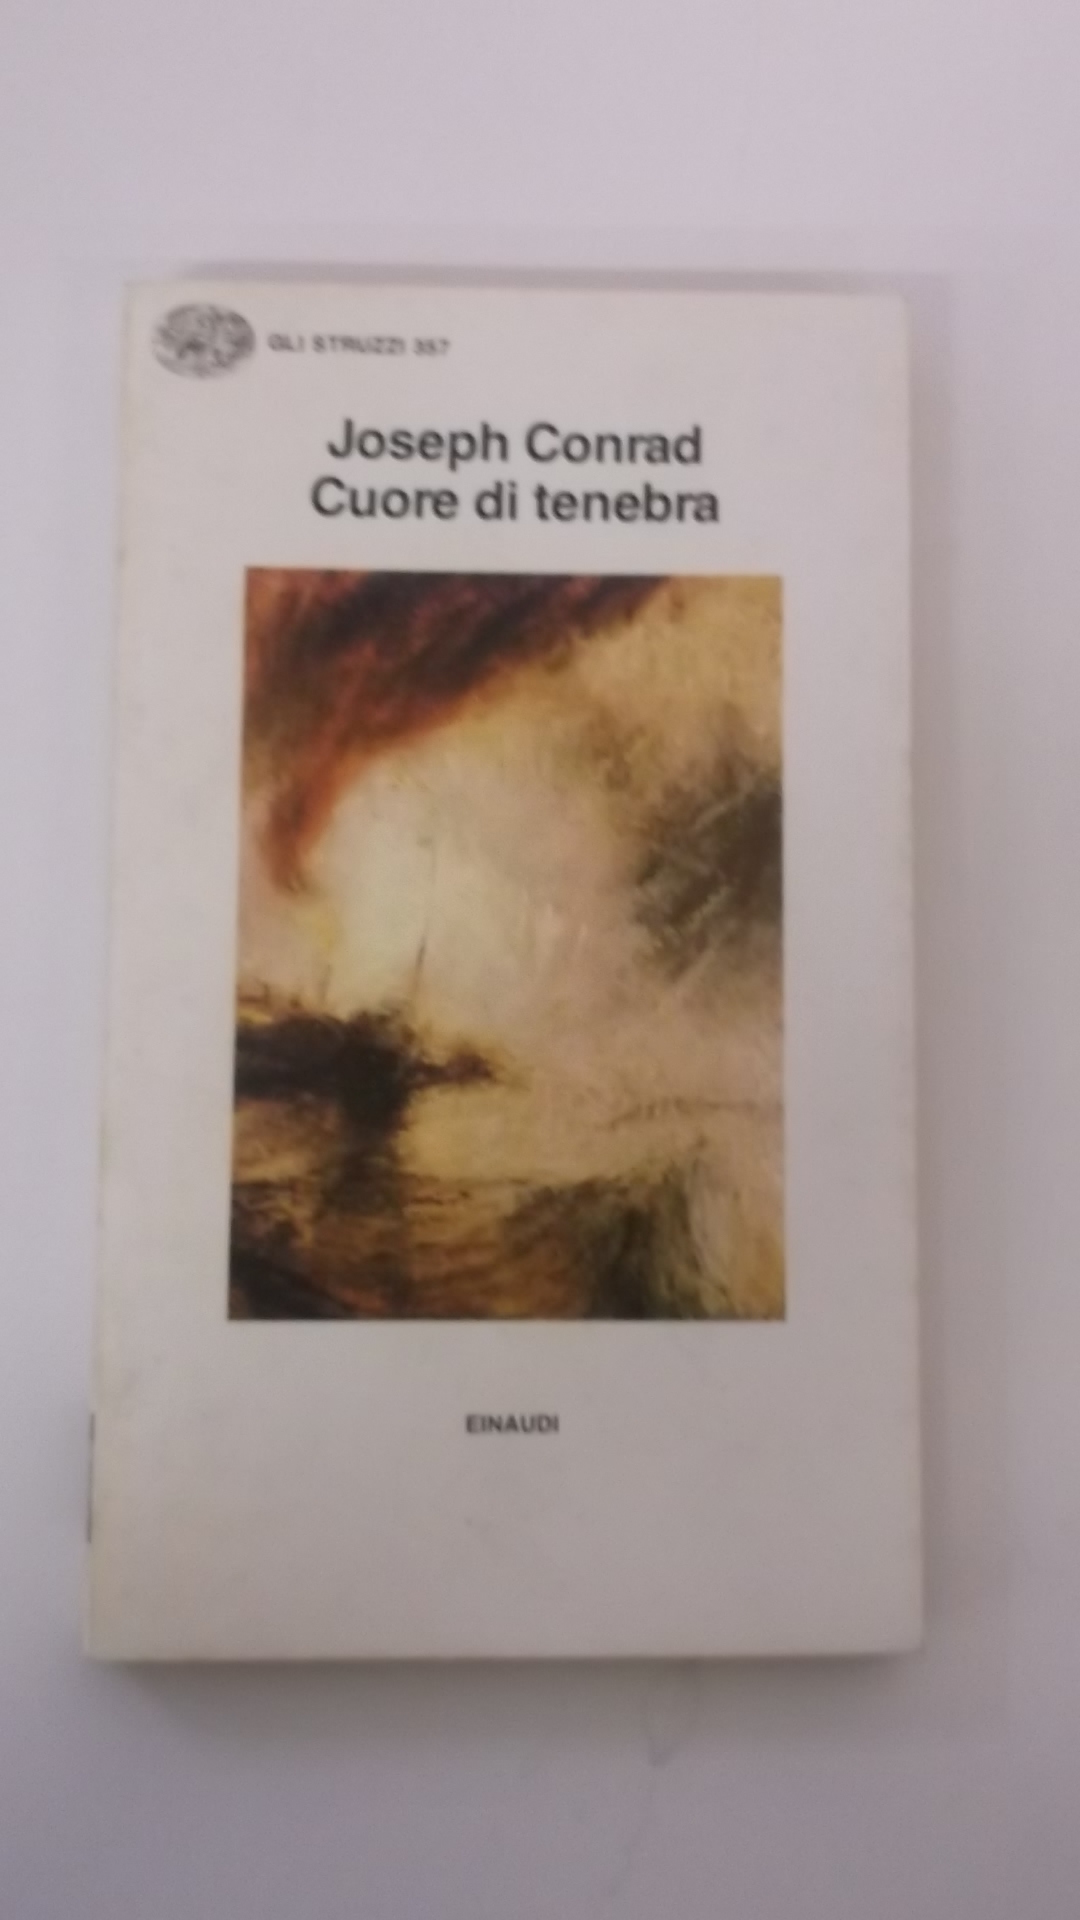 GLI STRUZZI 357
Joseph Conrad
Cuore di tenebra
EINAUDI